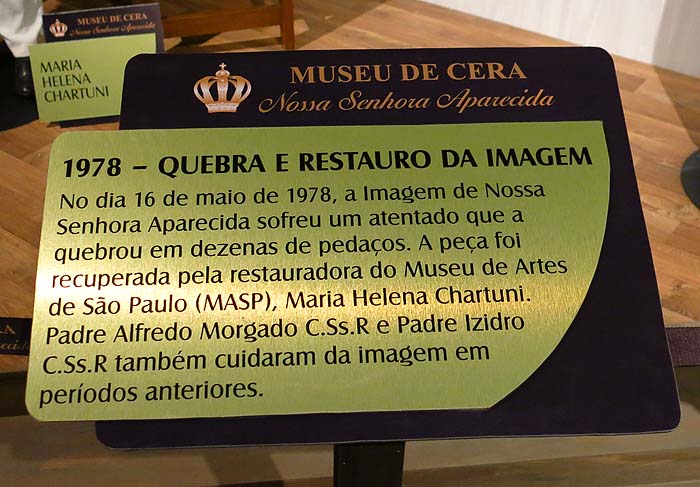 MUSEU DE CERA
Nossa Senhora Aparecida
MARIA
HELENA
CHARTUNI
MUSEU DE CERA
Nossa Senhora Aparecida
1978 – QUEBRA E RESTAURO DA IMAGEM
No dia 16 de maio de 1978, a Imagem de Nossa
Senhora Aparecida sofreu um atentado que a
quebrou em dezenas de pedaços. A peça foi
recuperada pela restauradora do Museu de Artes
de São Paulo (MASP), Maria Helena Chartuni.
Padre Alfredo Morgado C.Ss.R e Padre Izidro
C.Ss.R também cuidaram da imagem em
períodos anteriores.